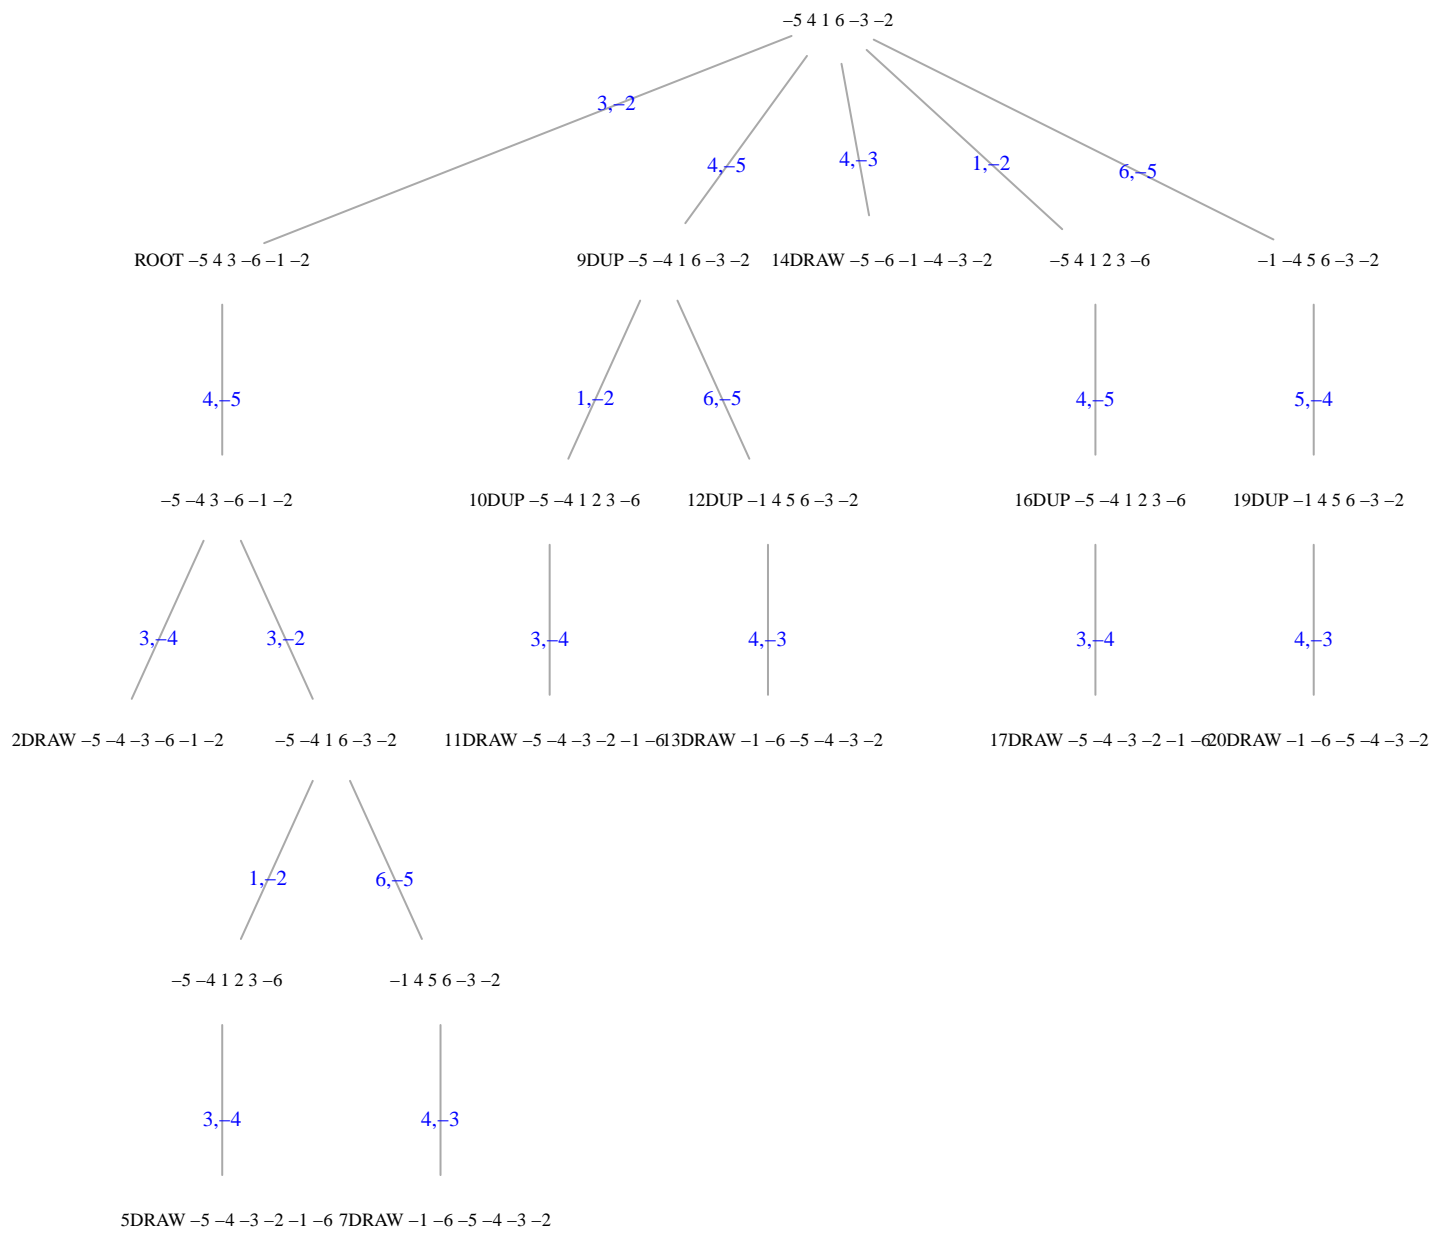 –5 4 1 6 –3 –2
3,–2
4,–5
4,–3
1,–2
6,–5
ROOT –5 4 3 –6 –1 –2
9DUP –5 –4 1 6 –3 –2
14DRAW –5 –6 –1 –4 –3 –2
–5 4 1 2 3 –6
–1 –4 5 6 –3 –2
4,–5
1,–2
6,–5
4,–5
5,–4
–5 –4 3 –6 –1 –2
10DUP –5 –4 1 2 3 –6
12DUP –1 4 5 6 –3 –2
16DUP –5 –4 1 2 3 –6
19DUP –1 4 5 6 –3 –2
3,–4
3,–2
3,–4
4,–3
3,–4
4,–3
2DRAW –5 –4 –3 –6 –1 –2
–5 –4 1 6 –3 –2
11DRAW –5 –4 –3 –2 –1 –6
13DRAW –1 –6 –5 –4 –3 –2
17DRAW –5 –4 –3 –2 –1 –6
20DRAW –1 –6 –5 –4 –3 –2
1,–2
6,–5
–5 –4 1 2 3 –6
–1 4 5 6 –3 –2
3,–4
4,–3
5DRAW –5 –4 –3 –2 –1 –6
7DRAW –1 –6 –5 –4 –3 –2